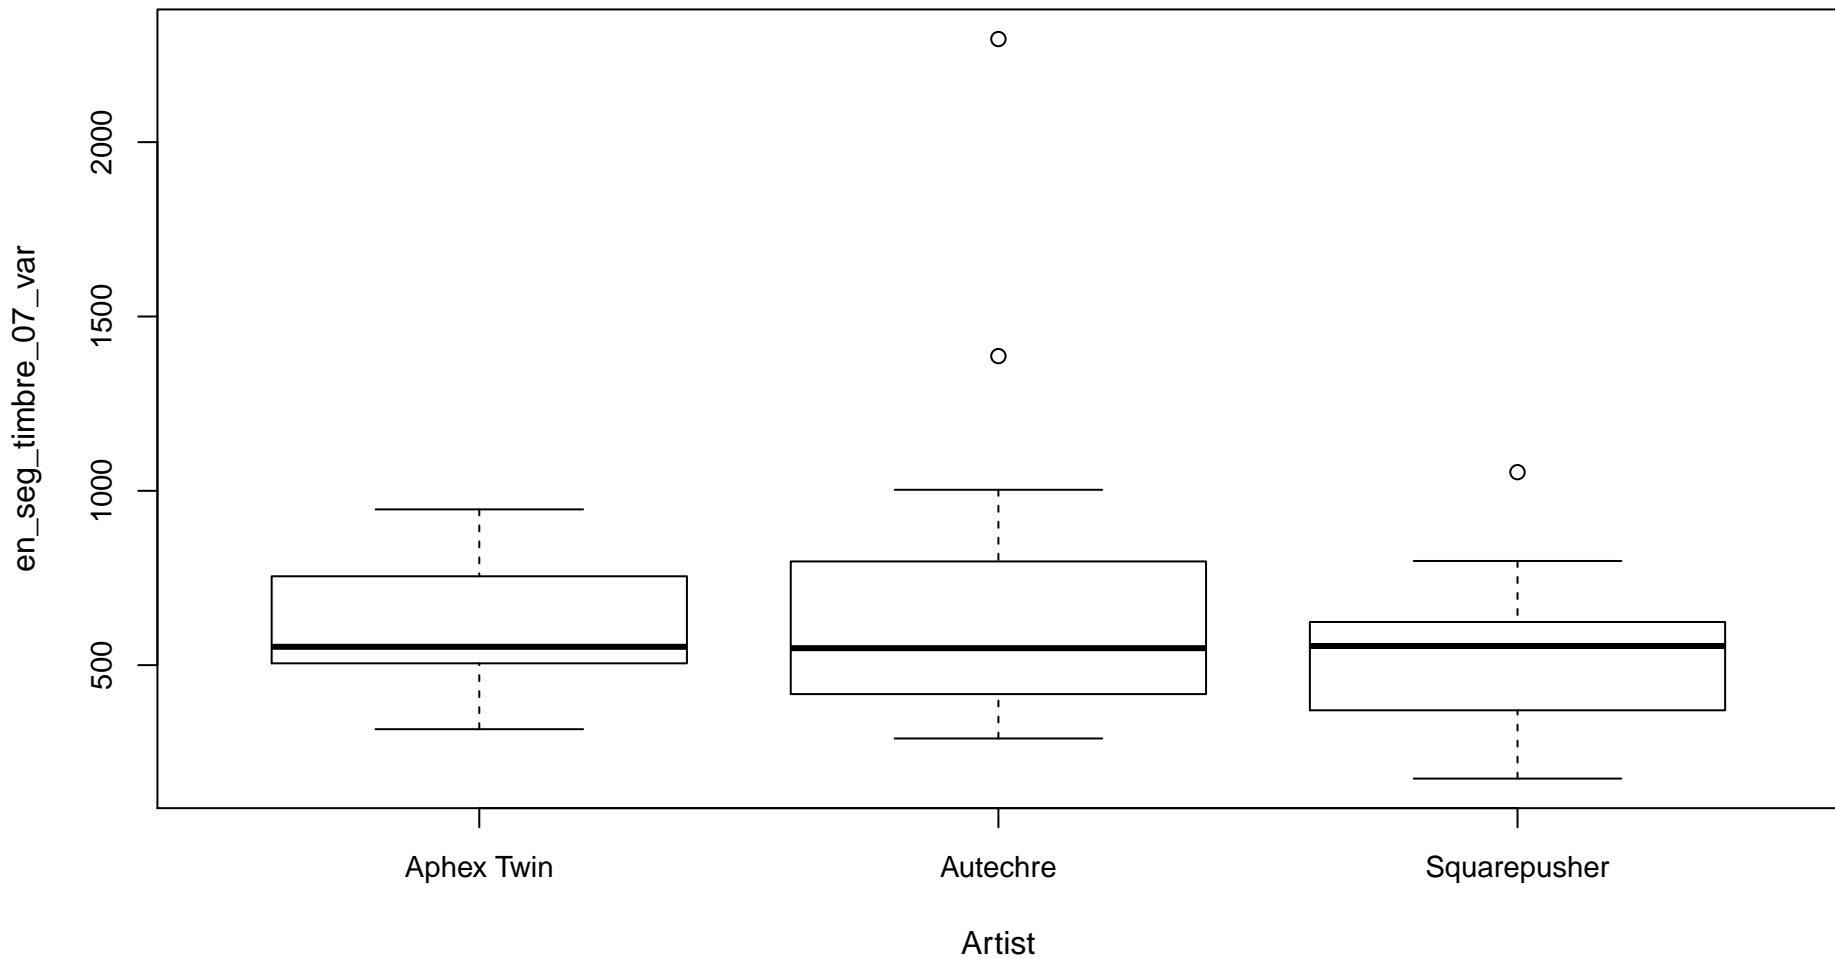 en_seg_timbre_07_var
2000
1500
1000
500
Aphex Twin
Autechre
Squarepusher
Artist